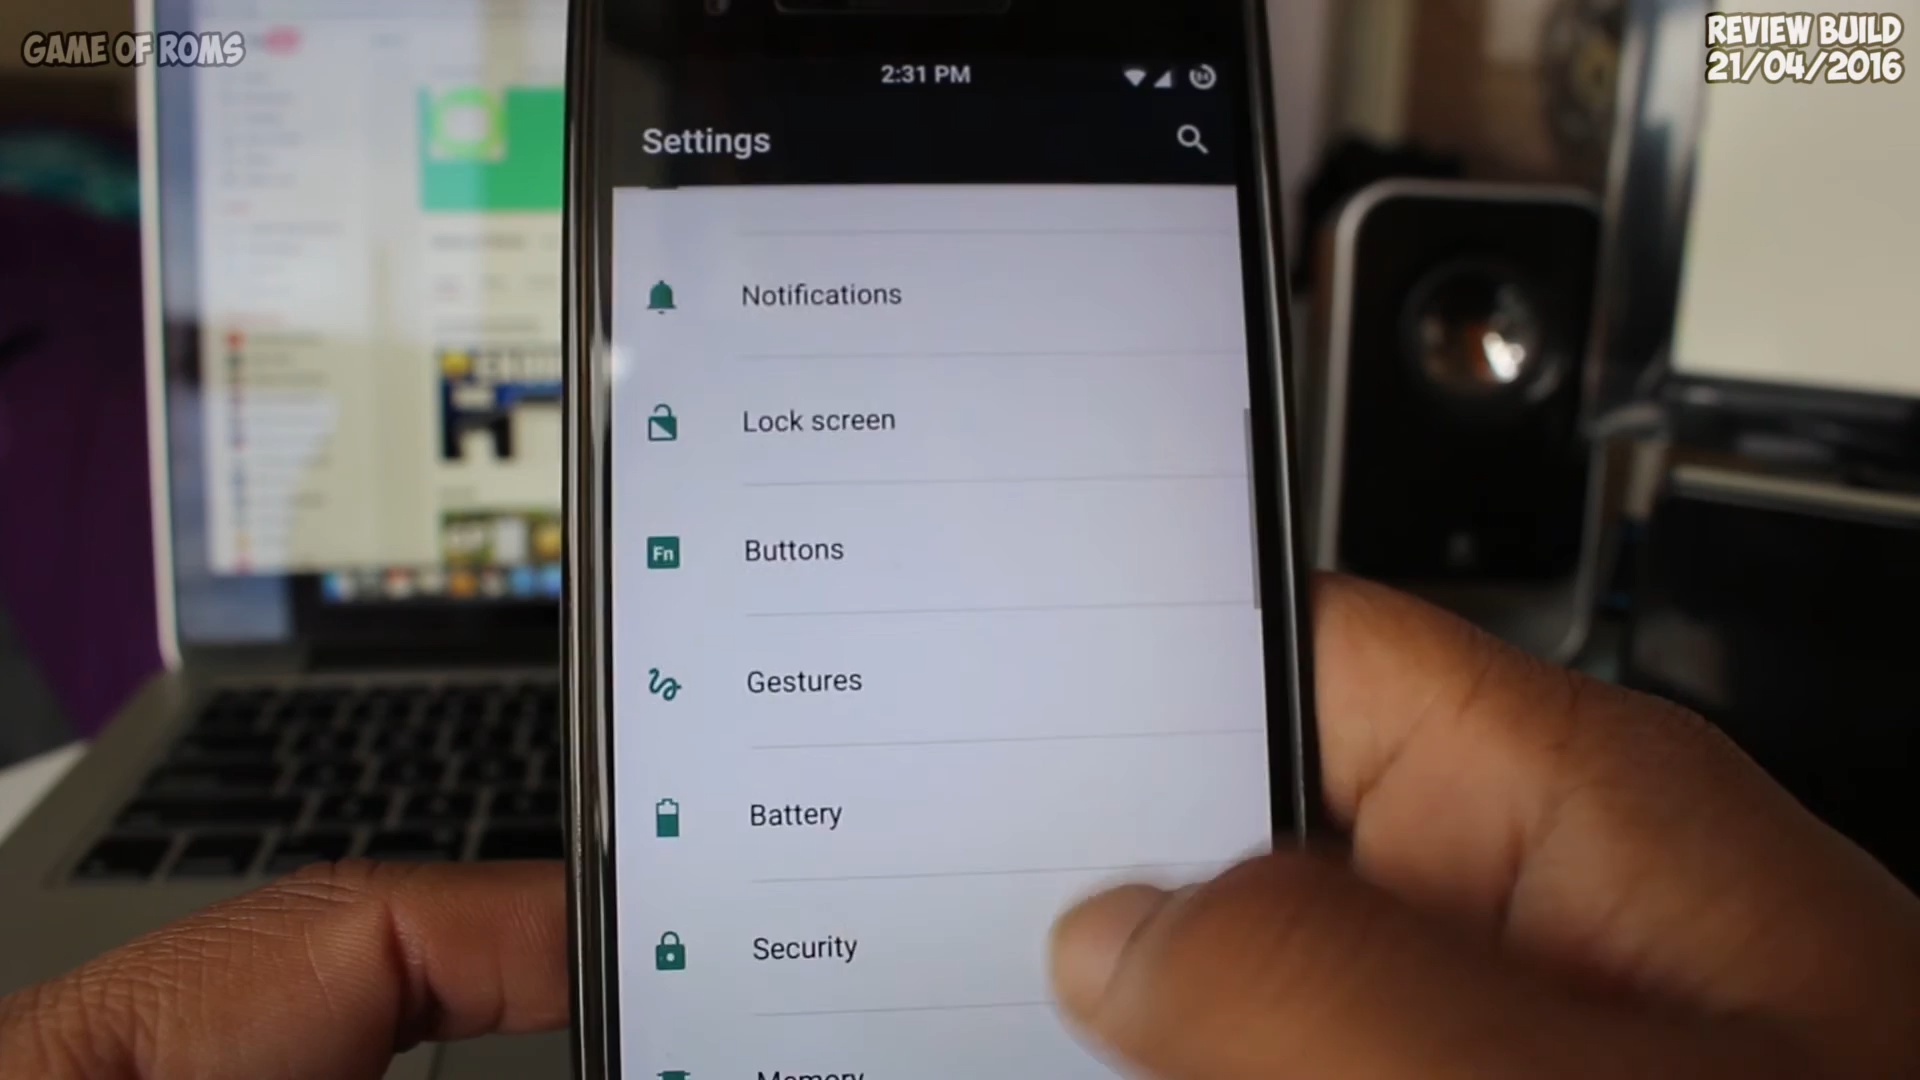 GAME OF ROMS
REVIEW BUILD
21/04/2016
2:31 PM
Settings
Notifications
Lock screen
Fn
Buttons
Gestures
Battery
Security
Memory